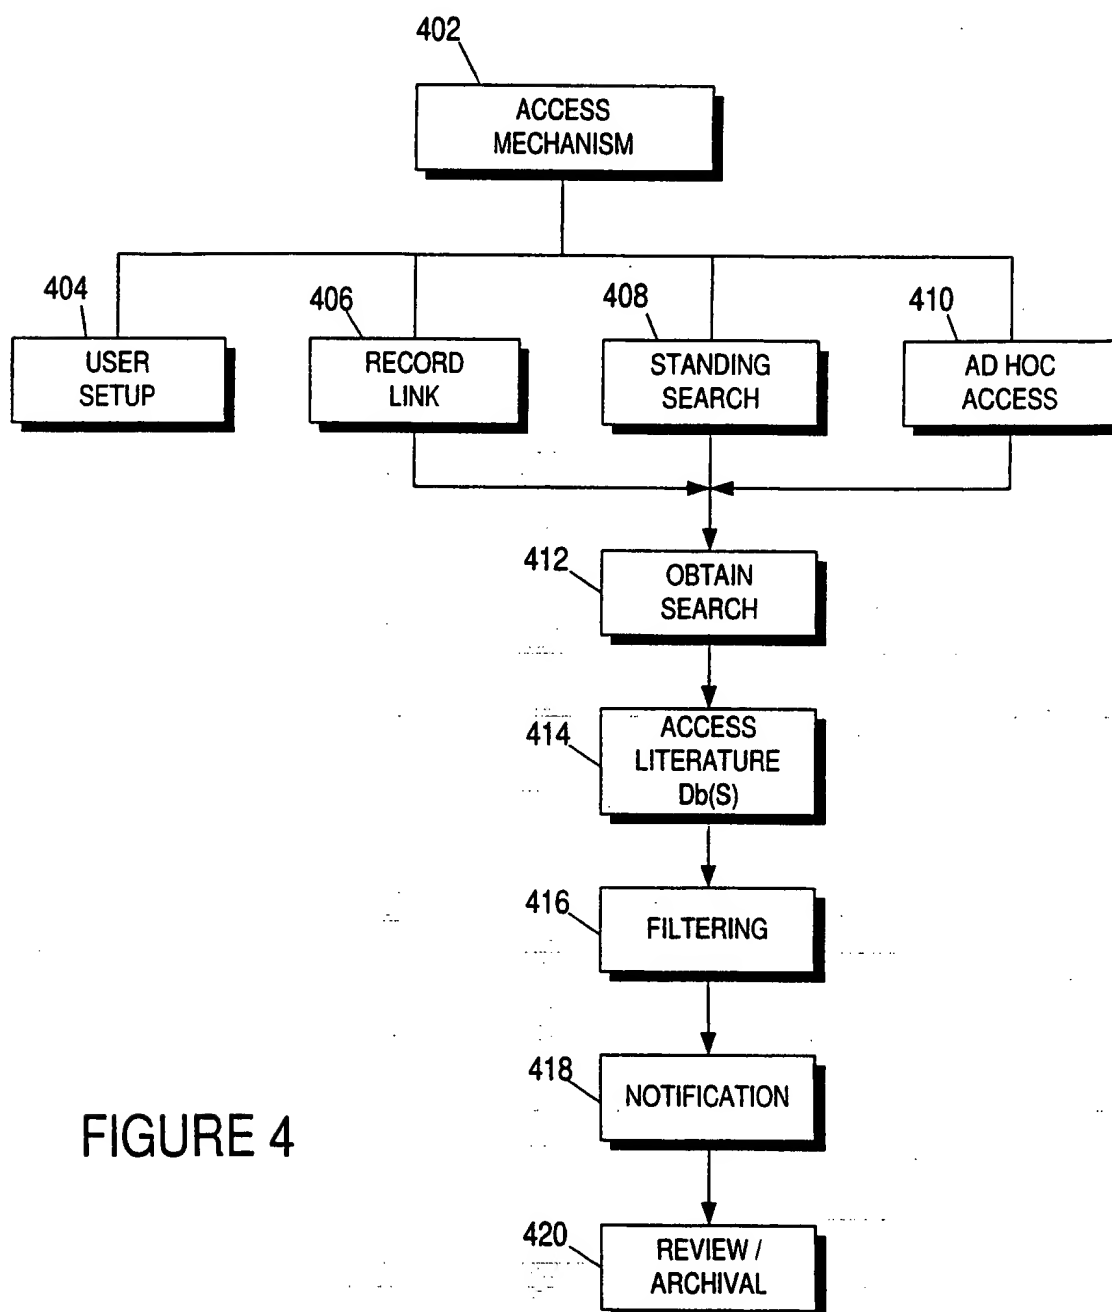 402
ACCESS
MECHANISM
404
USER
SETUP
406
RECORD
LINK
408
STANDING
SEARCH
410
AD HOC
ACCESS
412
OBTAIN
SEARCH
414
ACCESS
LITERATURE
Db(S)
416
FILTERING
418
NOTIFICATION
FIGURE 4
420
REVIEW /
ARCHIVAL